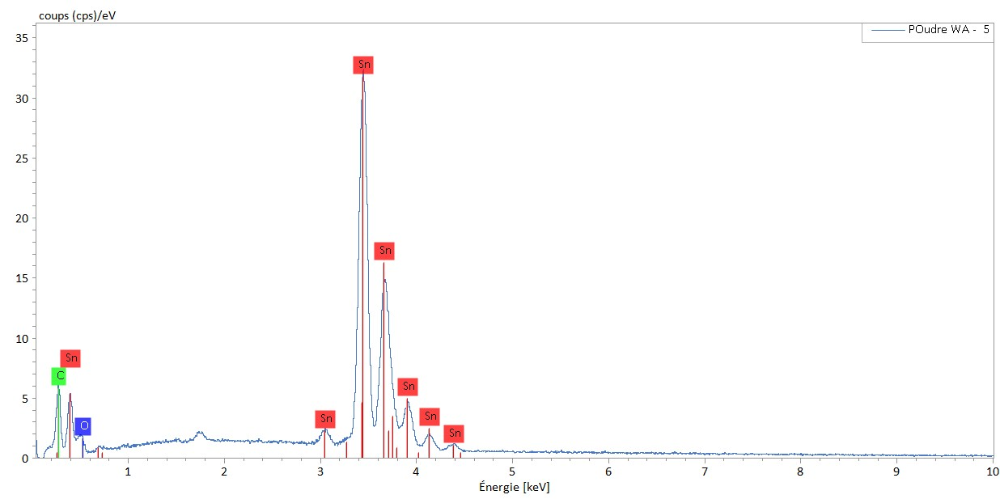 coups (cps)/eV
POudre WA - 5
35
30
25
20
15
10
5
0
Sn
Sn
Sn
C
Sn
O
Sn
Sn
Sn
1 2 3 4 5 6 7 8 9 10
Énergie [keV]